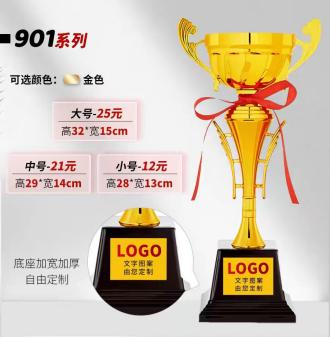 901系列
可选颜色： 金色
大号-25元
高32*宽15cm
中号-21元
高29*宽14cm
小号-12元
高28*宽13cm
底座加宽加厚
自由定制
LOGO
文字图案
由您定制
LOGO
文字图案
由您定制